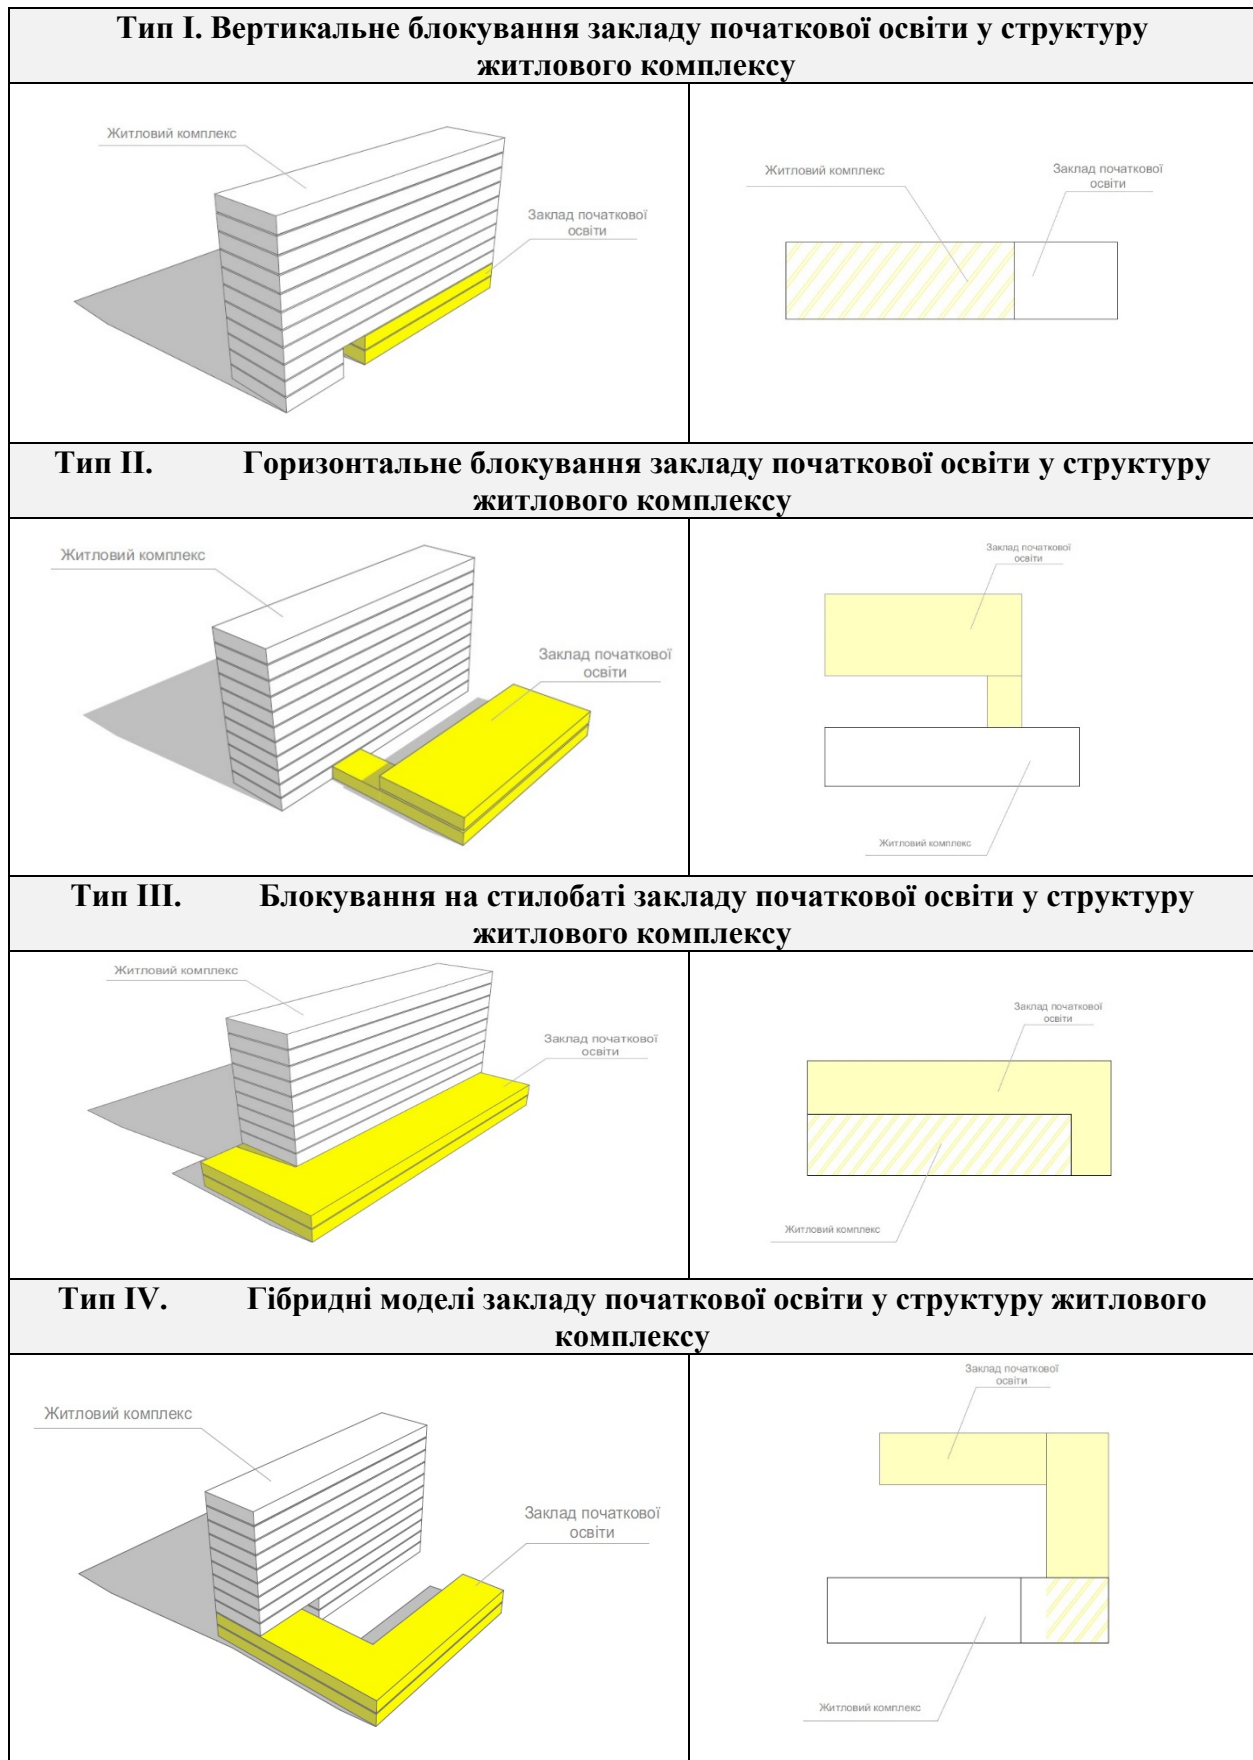 Тип І. Вертикальне блокування закладу початкової освіти у структуру
житлового комплексу
Житловий комплекс
Заклад початкової
освіти
Житловий комплекс
Заклад початкової
освіти
Тип ІІ. Горизонтальне блокування закладу початкової освіти у структуру
житлового комплексу
Житловий комплекс
Заклад початкової
освіти
Заклад початкової
освіти
Житловий комплекс
Тип ІІІ. Блокування на стилобаті закладу початкової освіти у структуру
житлового комплексу
Житловий комплекс
Заклад початкової
освіти
Заклад початкової
освіти
Житловий комплекс
Тип IV. Гібридні моделі закладу початкової освіти у структуру житлового
комплексу
Житловий комплекс
Заклад початкової
освіти
Заклад початкової
освіти
Житловий комплекс